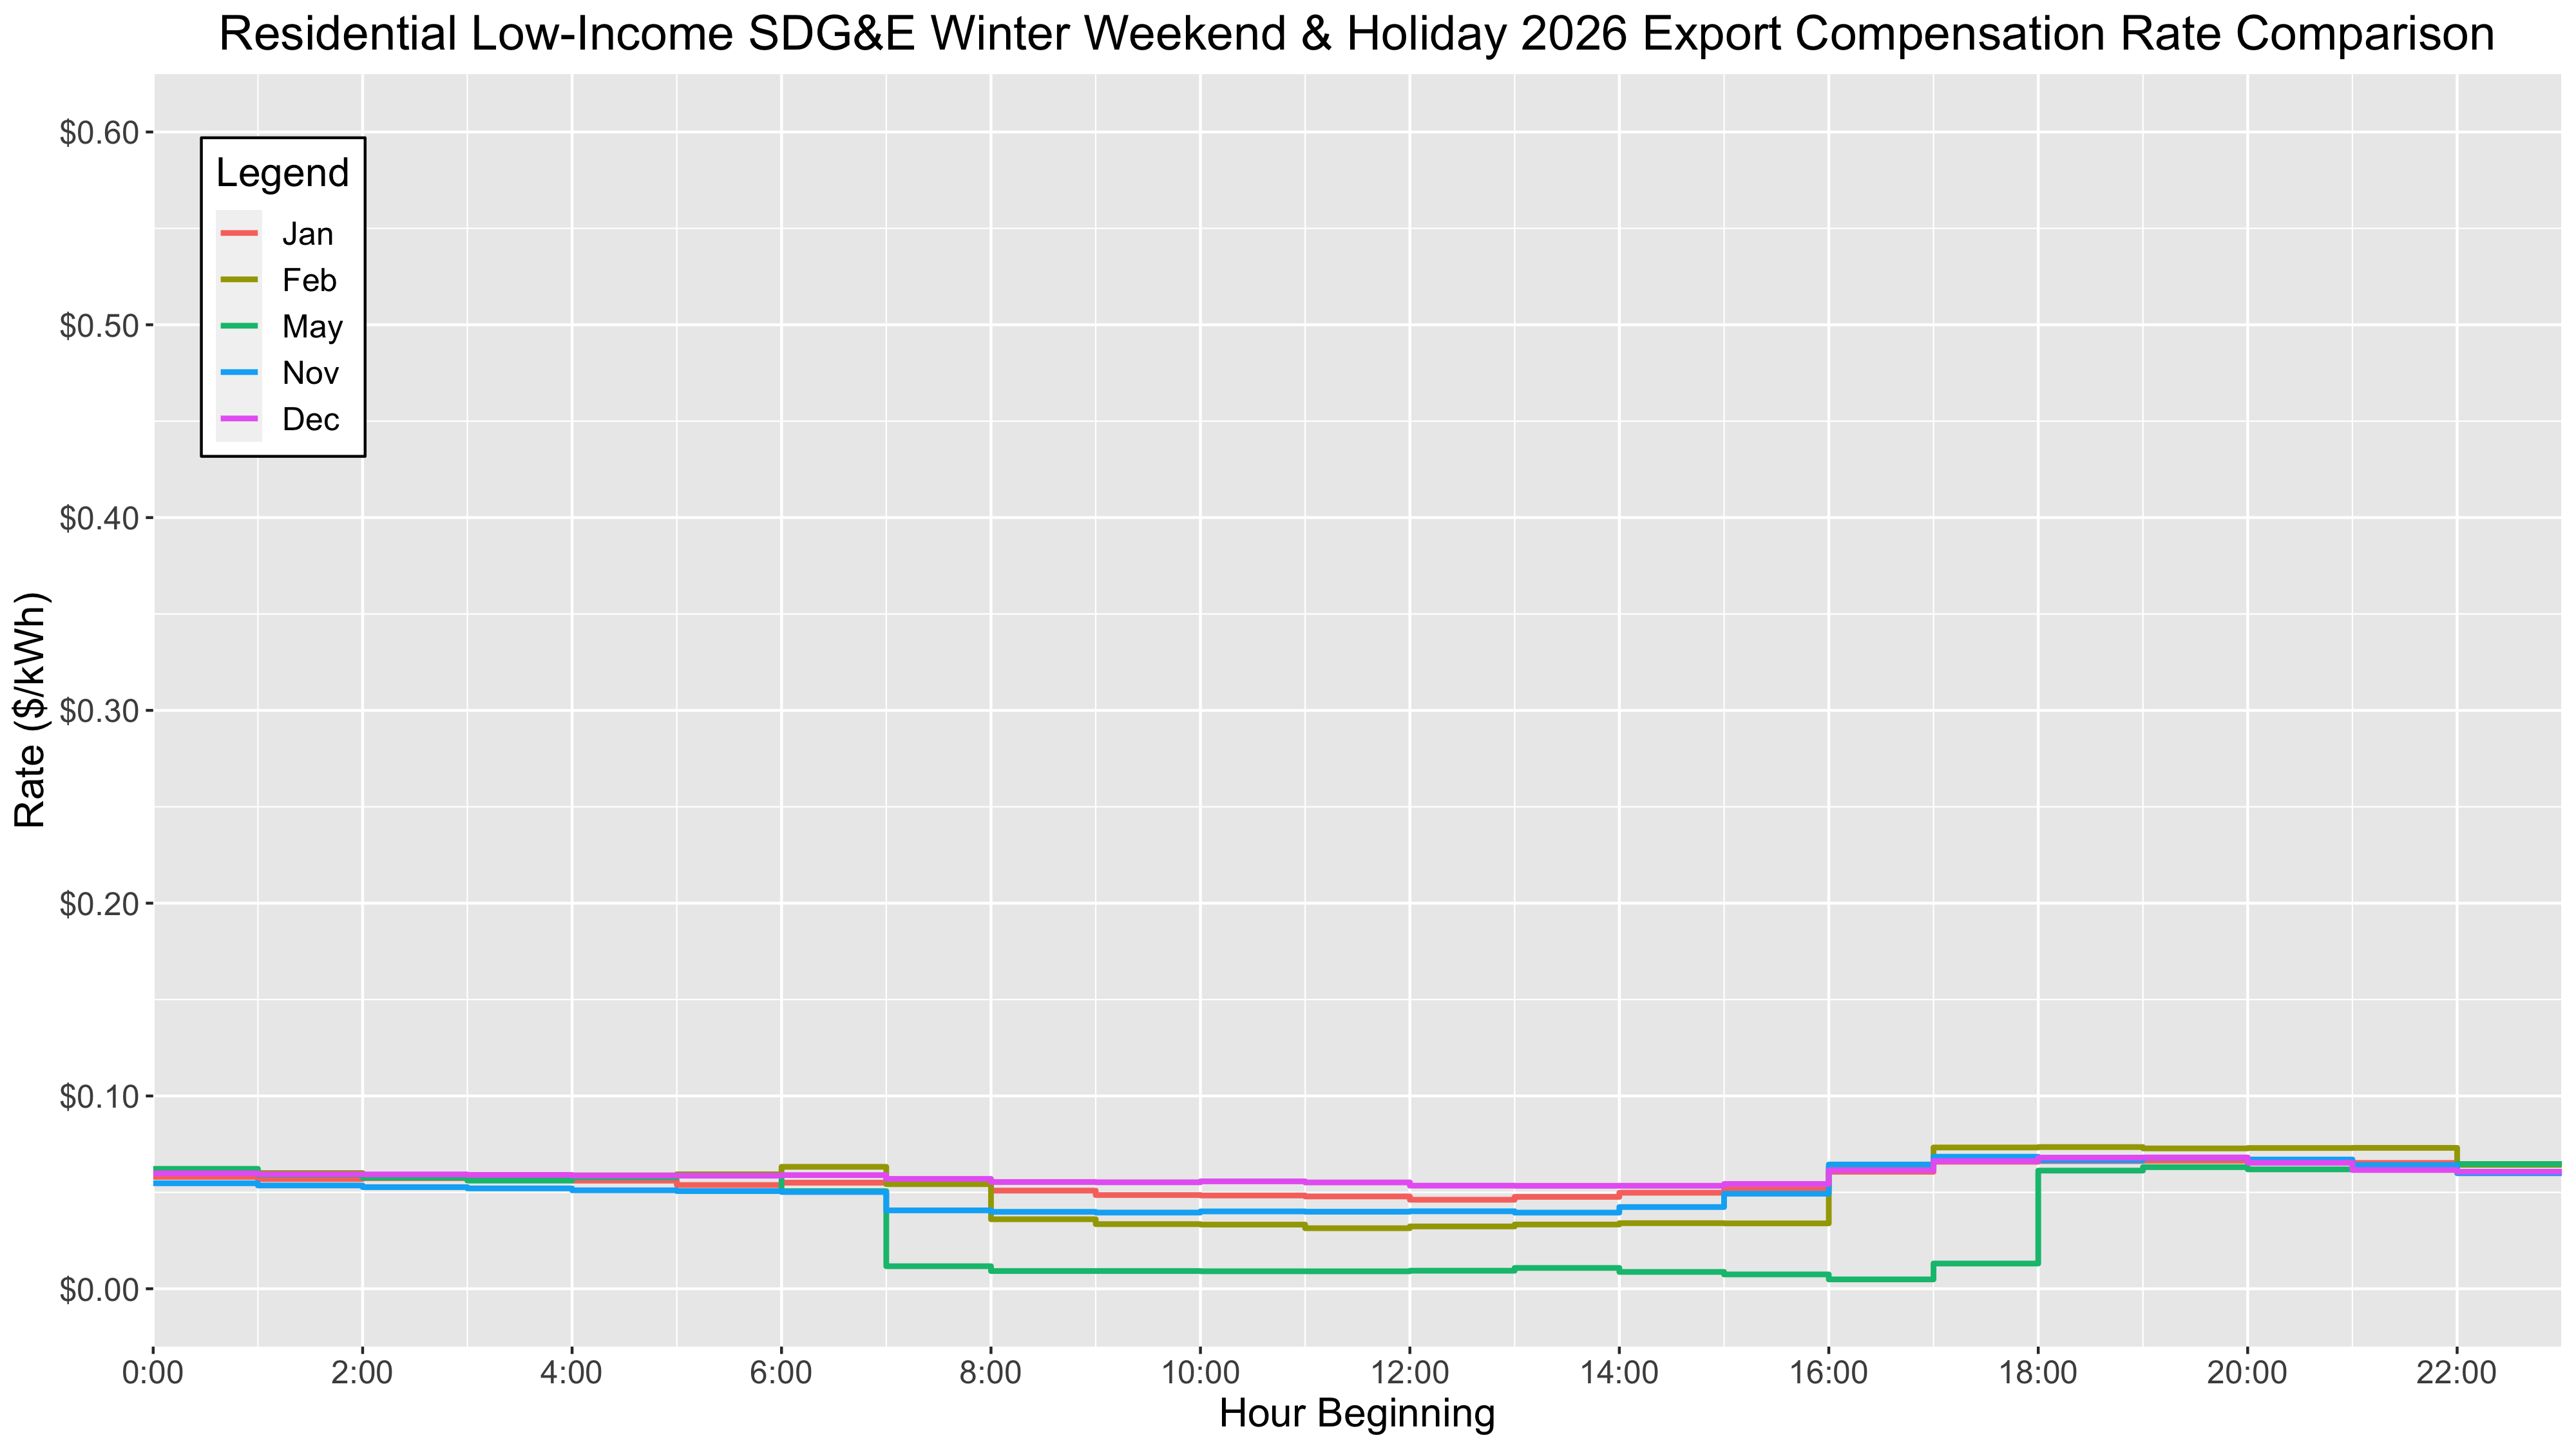 Residential Low-Income SDG&E Winter Weekend & Holiday 2026 Export Compensation Rate Comparison
Legend
Jan
Feb
May
Nov
Dec
Rate ($/kWh)
$0.60
$0.50
$0.40
$0.30
$0.20
$0.10
$0.00
0:00 2:00 4:00 6:00 8:00 10:00 12:00 14:00 16:00 18:00 20:00 22:00
Hour Beginning